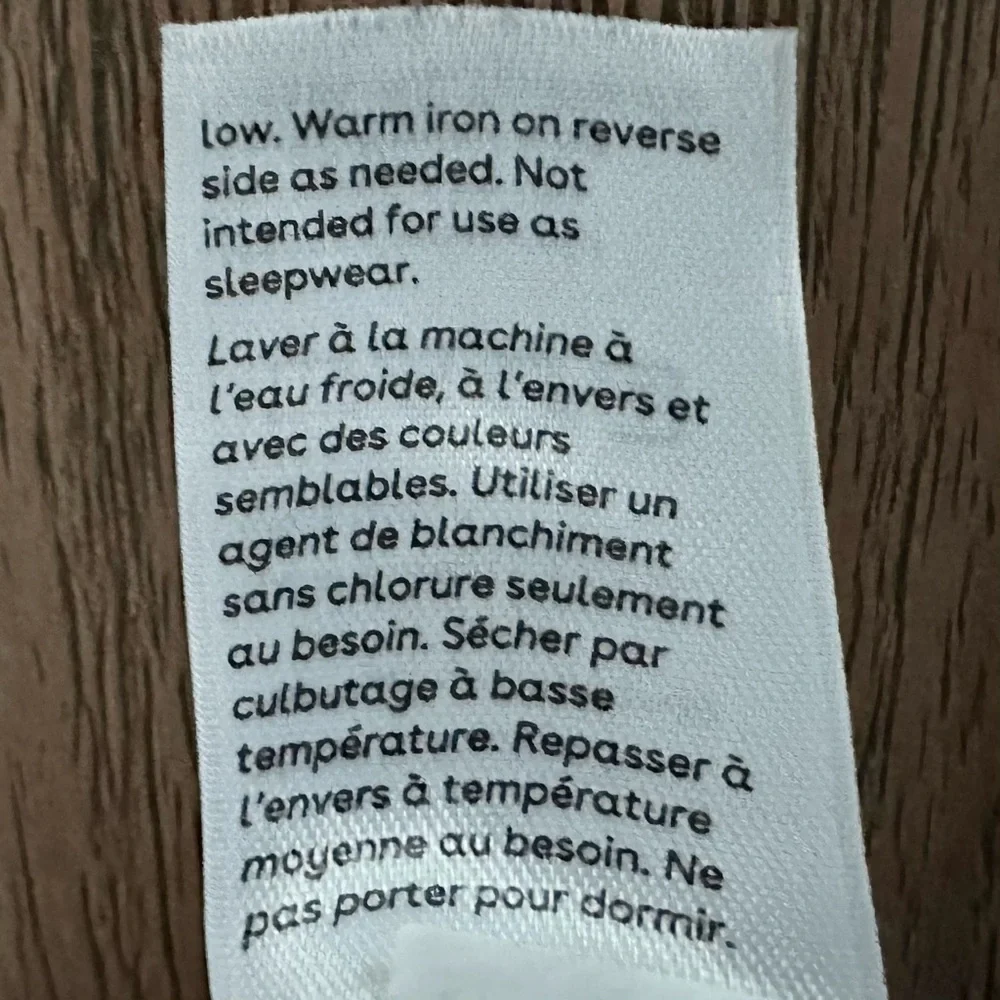 low. Warm iron on reverse
side as needed. Not
intended for use as
sleepwear.
Laver à la machine à
l'eau froide, à l'envers et
avec des couleurs
semblables. Utiliser un
agent de blanchiment
sans chlorure seulement
au besoin. Sécher par
culbutage à basse
température. Repasser à
l'envers à température
moyenne au besoin. Ne
pas porter pour dormir.